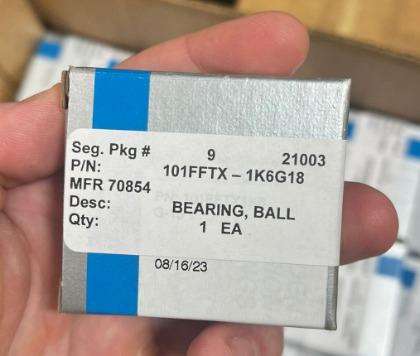 Seg. Pkg # 9 21003
P/N: 101FFTX – 1K6G18
MFR 70854
Desc: BEARING, BALL
Qty: 1 EA
08/16/23